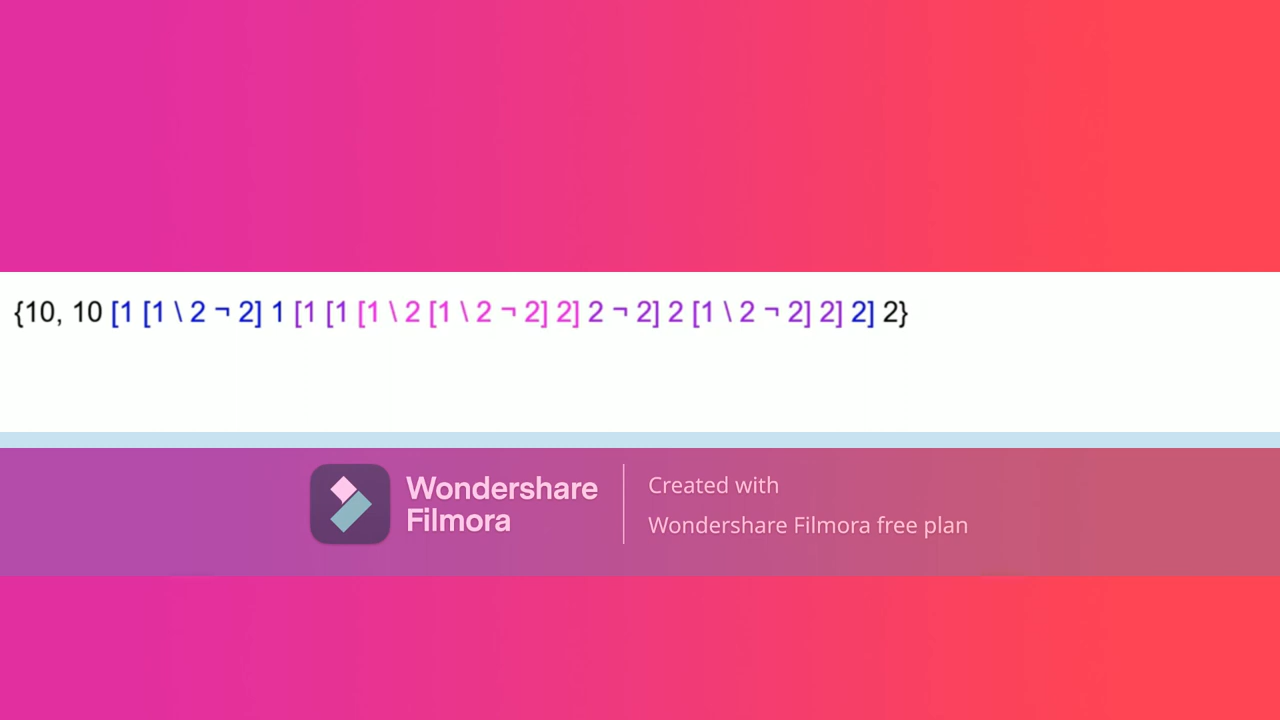 {10, 10 [1 [1 \ 2 ¬ 2] 1 [1 [1 [1 \ 2 [1 \ 2 ¬ 2] 2] 2 ¬ 2] 2 [1 \ 2 ¬ 2] 2] 2] 2}
Wondershare
Filmora
Created with
Wondershare Filmora free plan